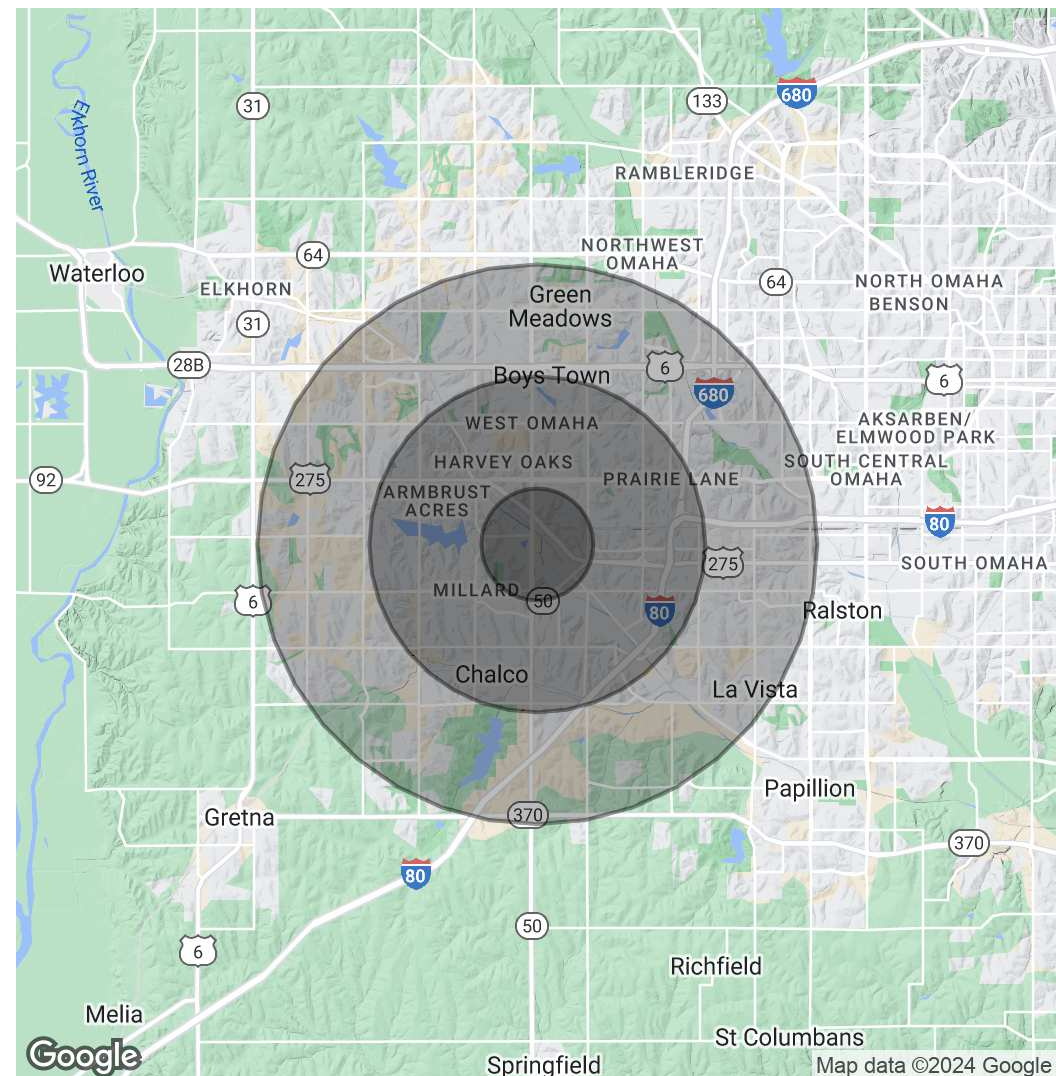 680
133
31
Elkhorn River
RAMBLERIDGE
NORTHWEST
OMAHA
64
Waterloo
ELKHORN
64
NORTH OMAHA
BENSON
Green
Meadows
31
28B
6
Boys Town
680
6
WEST OMAHA
AKSARBEN/
ELMWOOD PARK
HARVEY OAKS
SOUTH CENTRAL
OMAHA
92
275
PRAIRIE LANE
ARMBRUST
ACRES
80
275
SOUTH OMAHA
MILLARD
50
6
80
Ralston
Chalco
La Vista
Papillion
Gretna
370
370
80
50
6
Richfield
Melia
St Columbans
Google
Springfield
Map data ©2024 Google